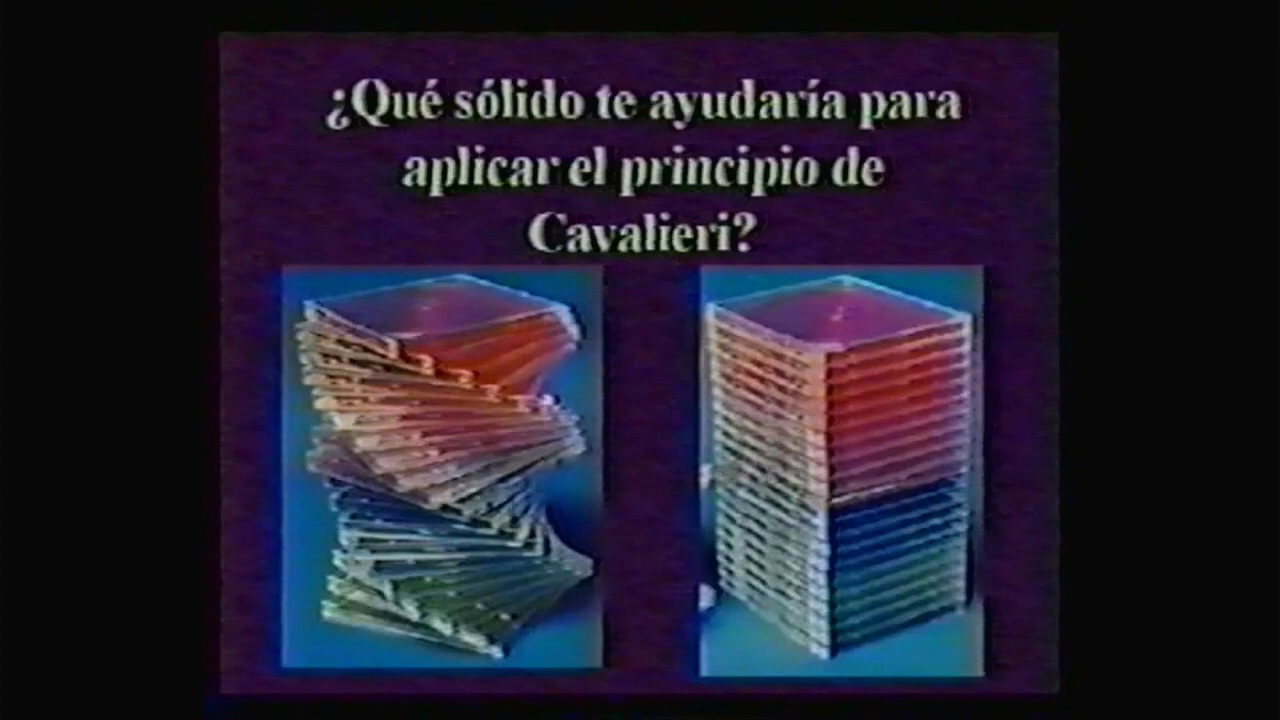 ¿Qué sólido te ayudaría para
aplicar el principio de
Cavalieri?